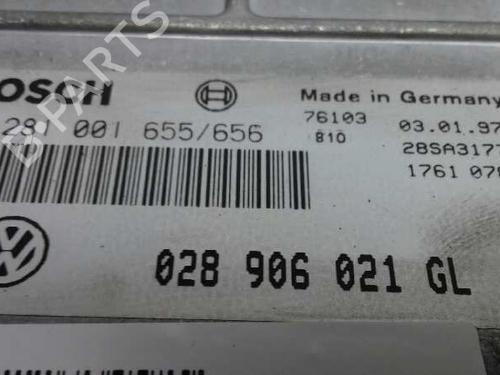 BOSCH
281 001 655/656
Made in Germany
76103
810
03.01.97
28SA3177
1761 078
028 906 021 GL
B PARTS